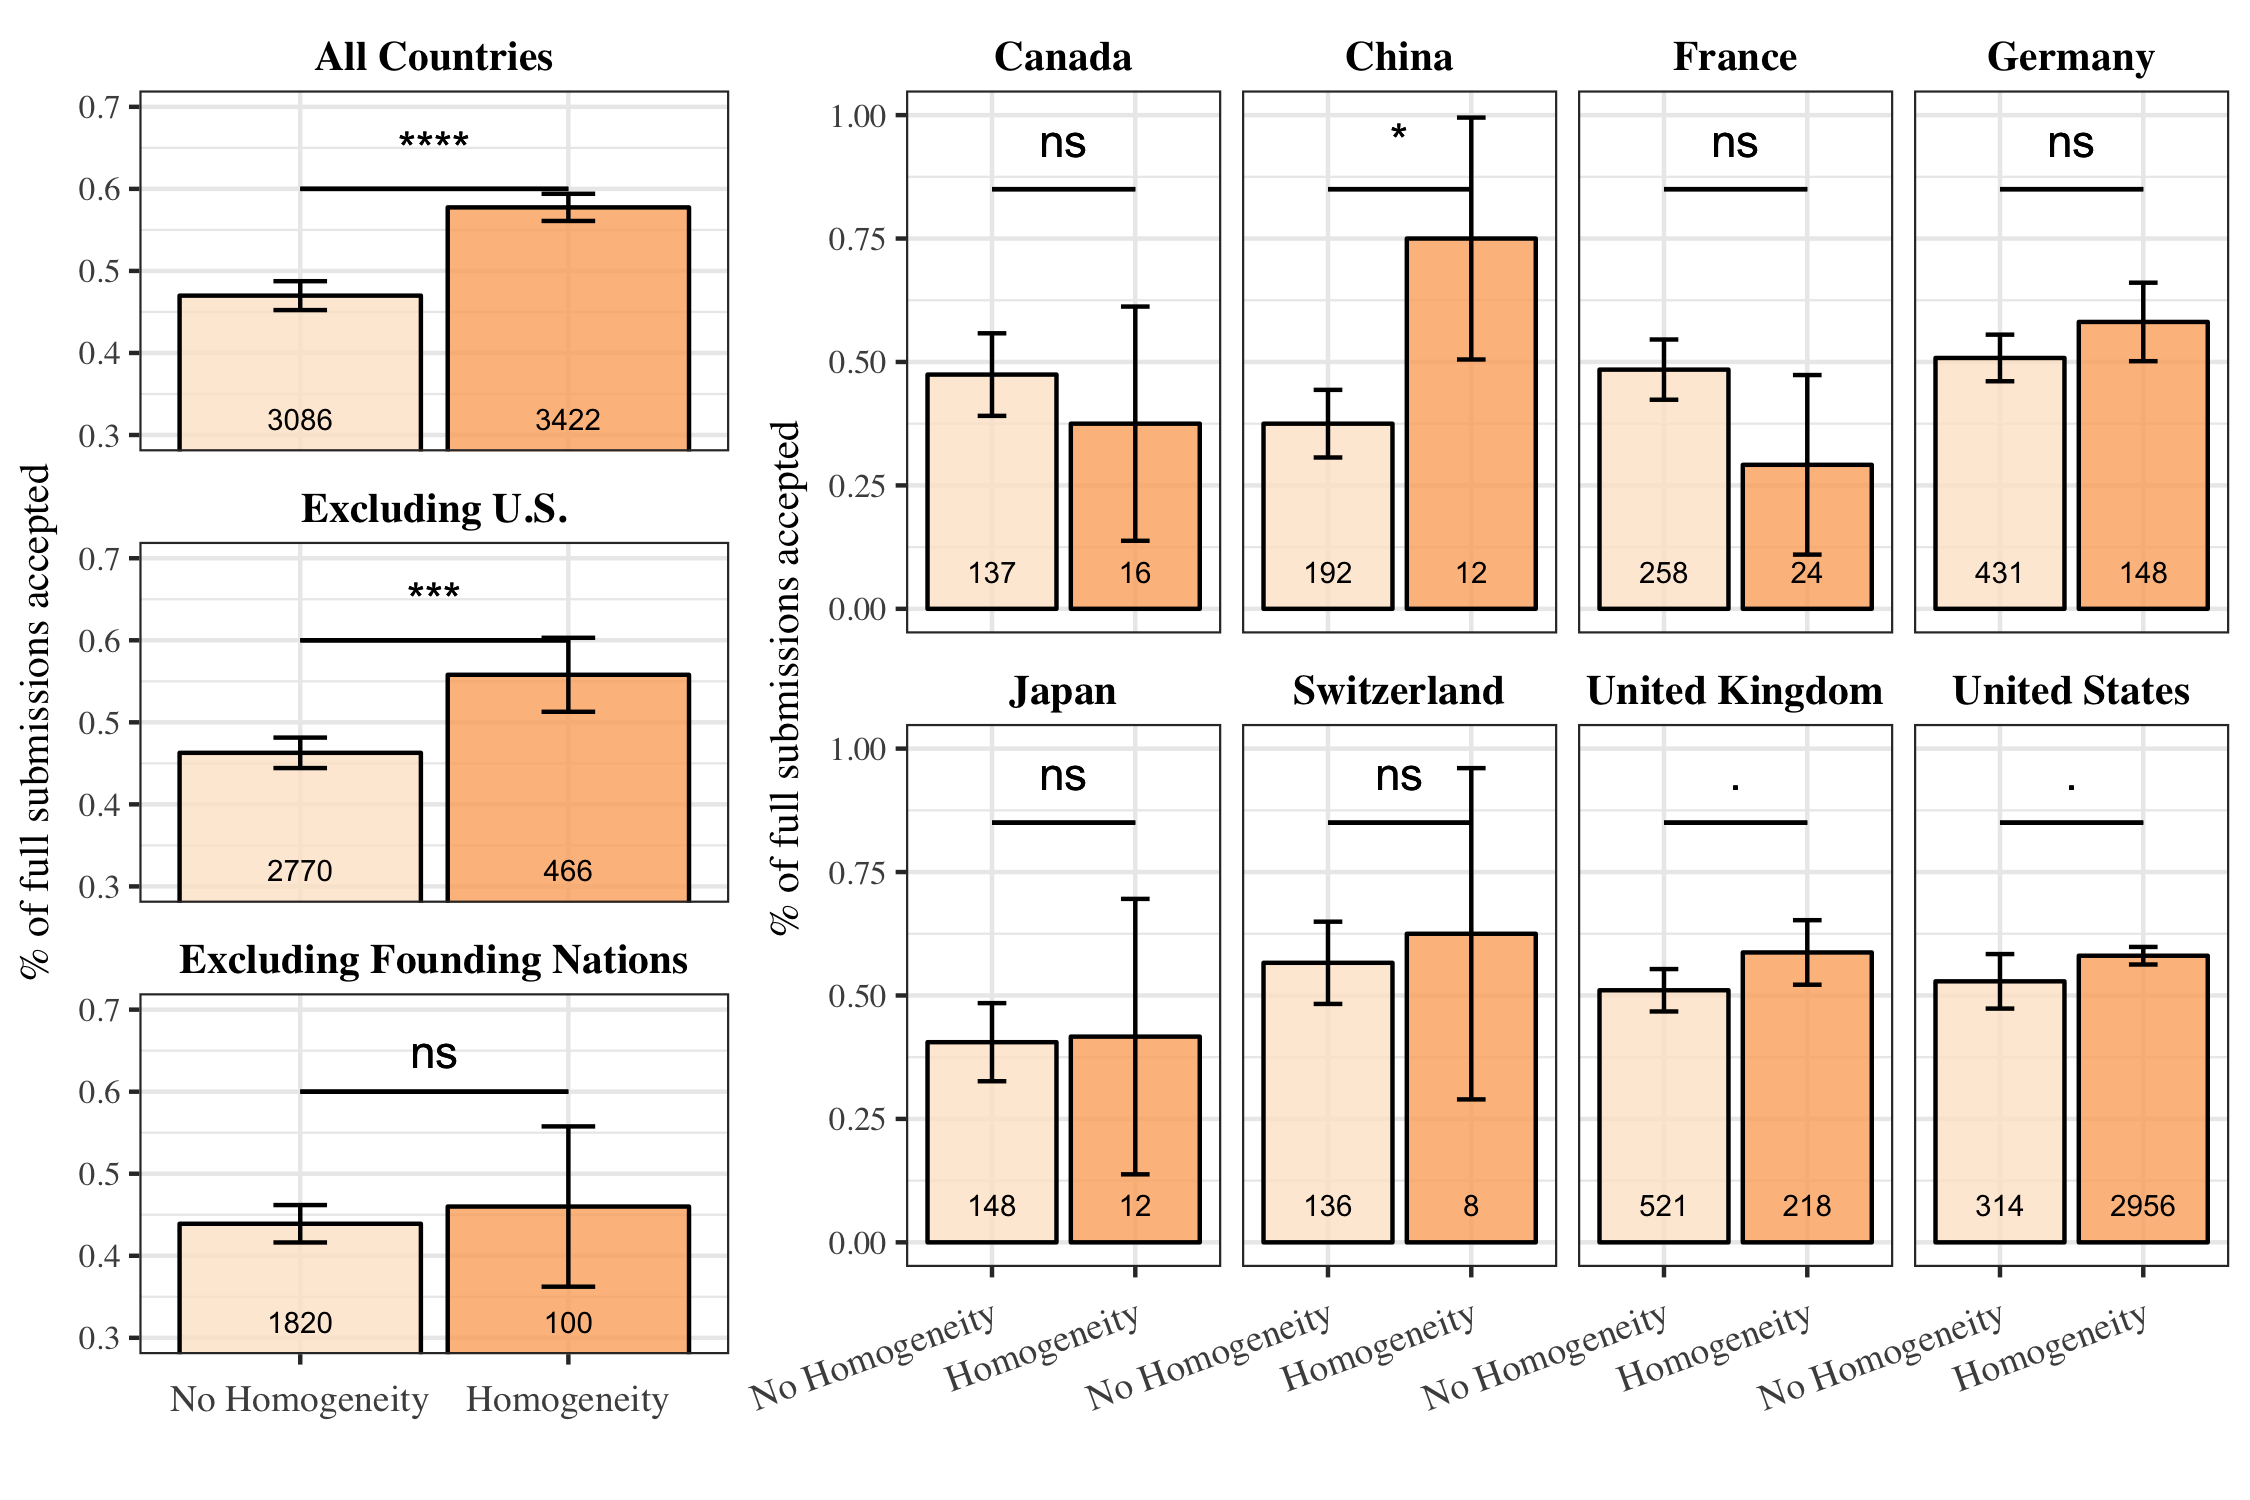 All Countries
% of full submissions accepted
0.7
0.6
0.5
0.4
0.3
****
3086
3422
Excluding U.S.
0.7
0.6
0.5
0.4
0.3
***
2770
466
Excluding Founding Nations
0.7
0.6
0.5
0.4
0.3
ns
1820
100
No Homogeneity
Homogeneity
% of full submissions accepted
Canada
China
France
Germany
1.00
0.75
0.50
0.25
0.00
ns
*
ns
ns
137
16
192
12
258
24
431
148
Japan
Switzerland
United Kingdom
United States
1.00
0.75
0.50
0.25
0.00
ns
ns
.
.
148
12
136
8
521
218
314
2956
No Homogeneity
Homogeneity
No Homogeneity
Homogeneity
No Homogeneity
Homogeneity
No Homogeneity
Homogeneity